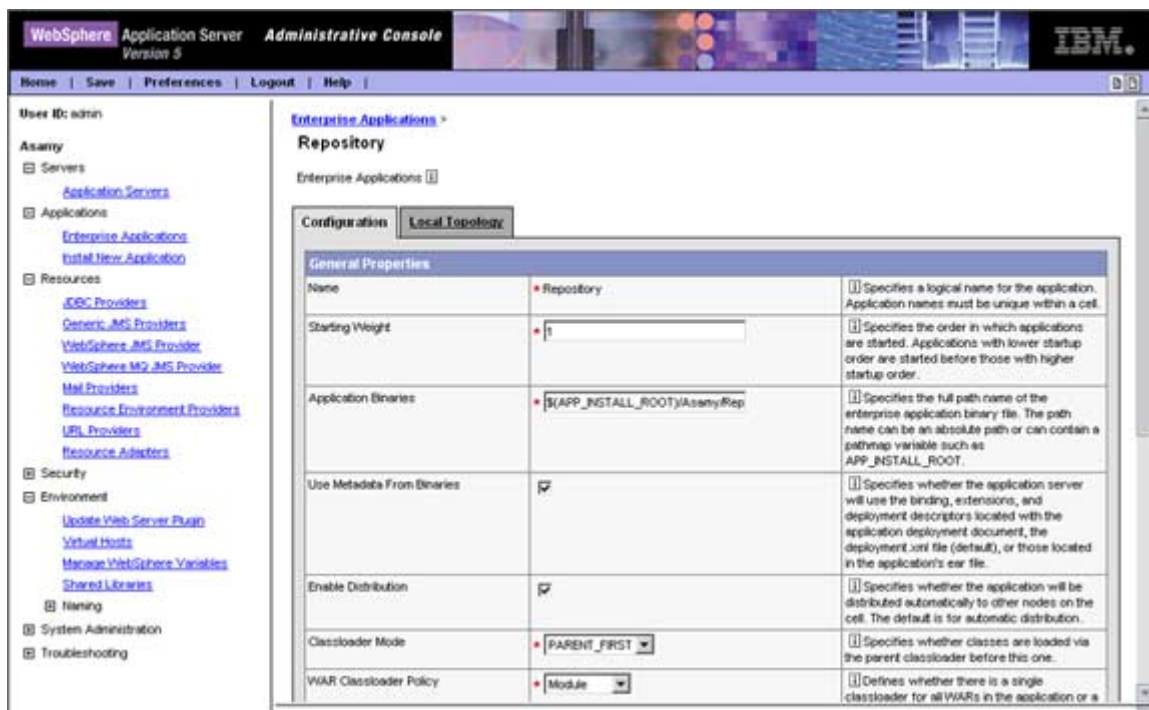 WebSphere Application Server Administrative Console
Version 5
IBM.
Home | Save | Preferences | Logout | Help |
User ID: admin
Asamy
Servers
Application Servers
Applications
Enterprise Applications
Install New Application
Resources
JDBC Providers
Generic JMS Providers
WebSphere JMS Provider
WebSphere MQ JMS Provider
Mail Providers
Resource Environment Providers
URL Providers
Resource Adapters
Security
Environment
Update Web Server Plugin
Virtual Hosts
Manage WebSphere Variables
Shared Libraries
Naming
System Administration
Troubleshooting
Enterprise Applications >
Repository
Enterprise Applications i
Configuration Local Topology
General Properties
Name
* Repository
i Specifies a logical name for the application.
Application names must be unique within a cell.
Starting Weight
* 1
i Specifies the order in which applications
are started. Applications with lower startup
order are started before those with higher
startup order.
Application Binaries
* $(APP_INSTALL_ROOT)/Asamy/Rep
i Specifies the full path name of the
enterprise application binary file. The path
name can be an absolute path or can contain a
pathmap variable such as
APP_INSTALL_ROOT.
Use Metadata From Binaries
i Specifies whether the application server
will use the binding, extensions, and
deployment descriptors located with the
application deployment document, the
deployment.xml file (default), or those located
in the application's ear file.
Enable Distribution
i Specifies whether the application will be
distributed automatically to other nodes on the
cell. The default is for automatic distribution.
Classloader Mode
* PARENT_FIRST
i Specifies whether classes are loaded via
the parent classloader before this one.
WAR Classloader Policy
* Module
i Defines whether there is a single
classloader for all WARs in the application or a